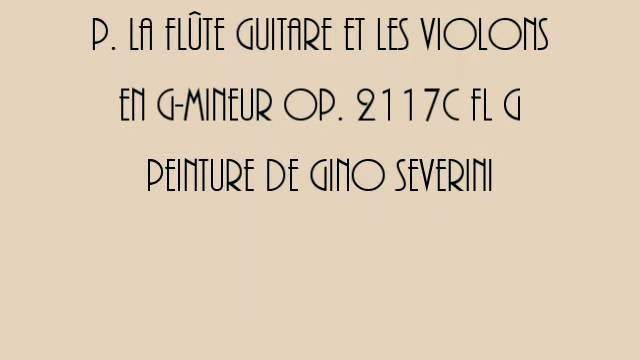 P. LA FLÛTE GUITARE ET LES VIOLONS
EN G-MINEUR OP. 2117C FL G
PEINTURE DE GINO SEVERINI